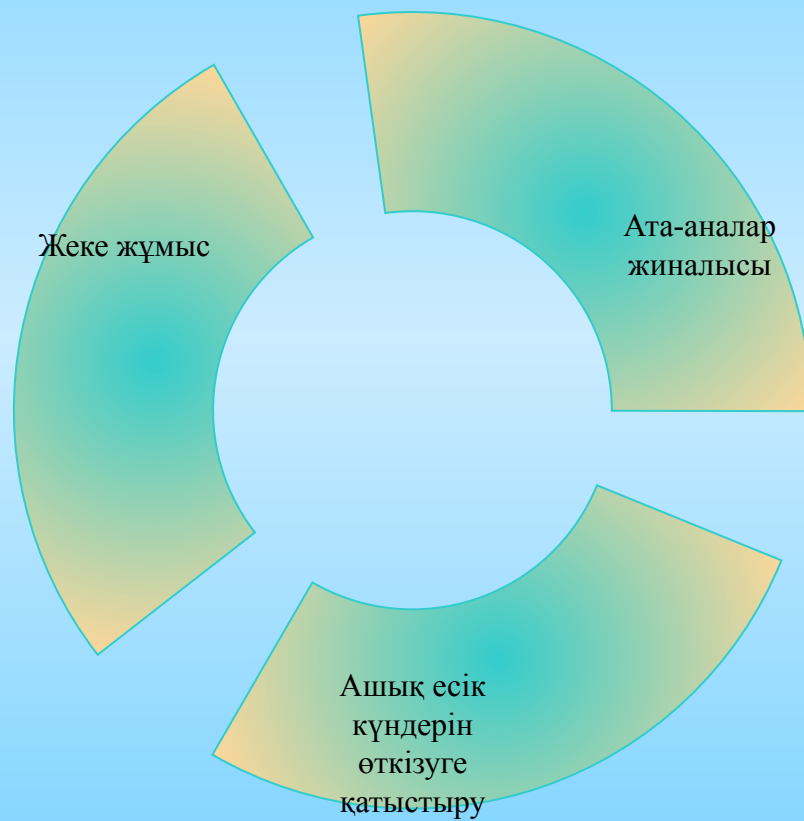 Жеке жұмыс
Ата-аналар
жиналысы
Ашық есік
күндерін
өткізуге
қатыстыру